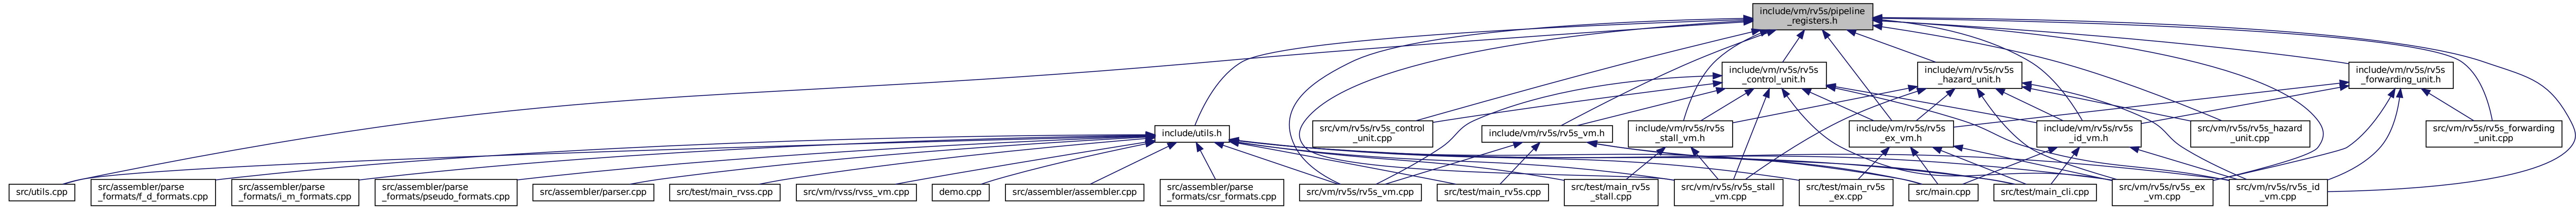 include/vm/rv5s/pipeline
_registers.h
include/vm/rv5s/rv5s
_control_unit.h
include/vm/rv5s/rv5s
_hazard_unit.h
include/vm/rv5s/rv5s
_forwarding_unit.h
include/utils.h
src/vm/rv5s/rv5s_control
_unit.cpp
include/vm/rv5s/rv5s_vm.h
include/vm/rv5s/rv5s
_stall_vm.h
include/vm/rv5s/rv5s
_ex_vm.h
include/vm/rv5s/rv5s
_id_vm.h
src/vm/rv5s/rv5s_hazard
_unit.cpp
src/vm/rv5s/rv5s_forwarding
_unit.cpp
src/utils.cpp
src/assembler/parse
_formats/f_d_formats.cpp
src/assembler/parse
_formats/i_m_formats.cpp
src/assembler/parse
_formats/pseudo_formats.cpp
src/assembler/parser.cpp
src/test/main_rvss.cpp
src/vm/rvss/rvss_vm.cpp
demo.cpp
src/assembler/assembler.cpp
src/assembler/parse
_formats/csr_formats.cpp
src/vm/rv5s/rv5s_vm.cpp
src/test/main_rv5s.cpp
src/test/main_rv5s
_stall.cpp
src/vm/rv5s/rv5s_stall
_vm.cpp
src/test/main_rv5s
_ex.cpp
src/main.cpp
src/test/main_cli.cpp
src/vm/rv5s/rv5s_ex
_vm.cpp
src/vm/rv5s/rv5s_id
_vm.cpp